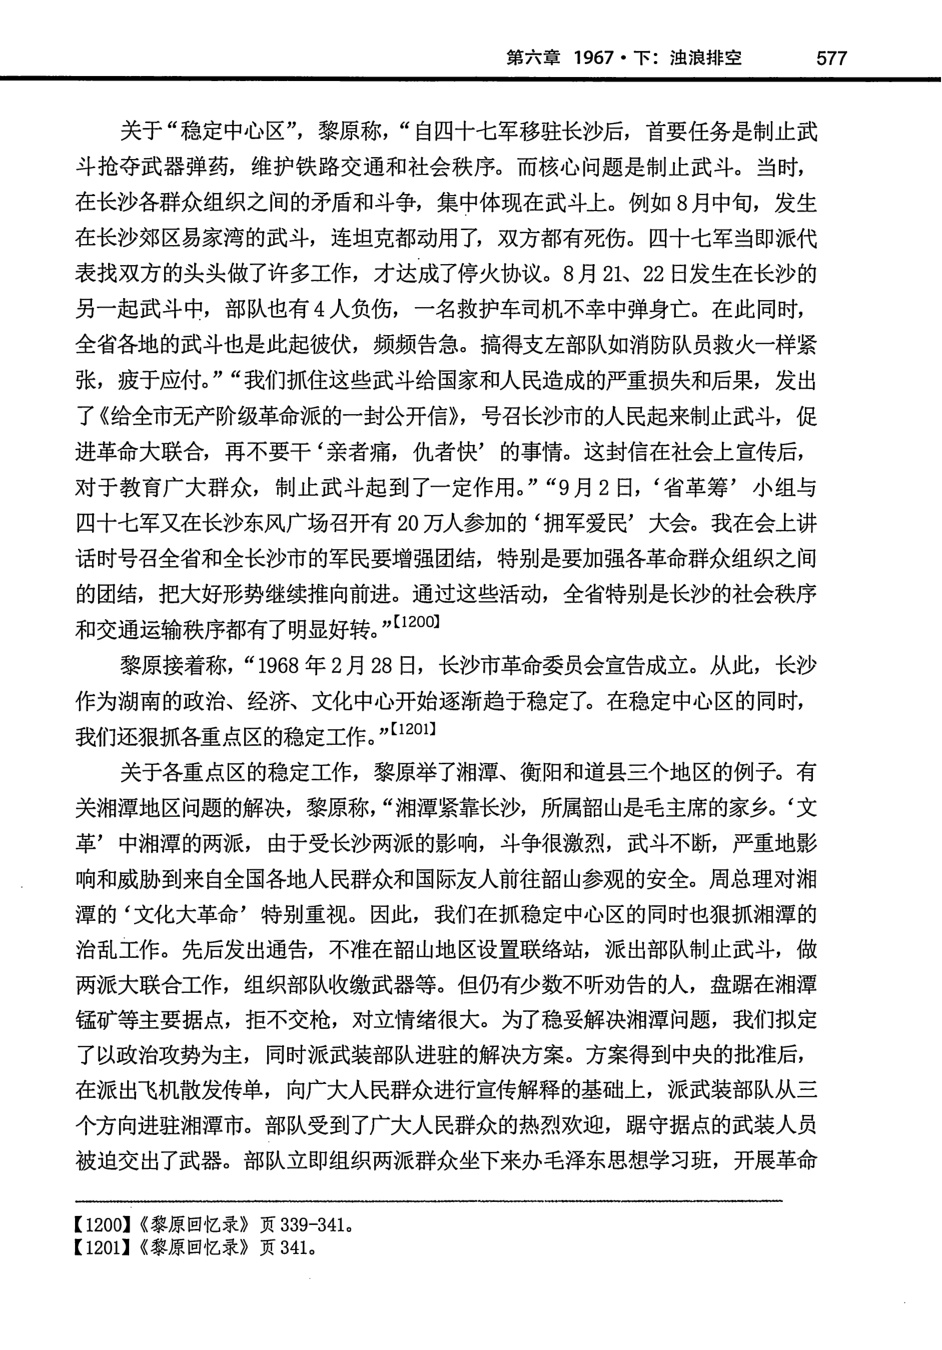 第六章 1967·下：浊浪排空 577
关于“稳定中心区”，黎原称，“自四十七军移驻长沙后，首要任务是制止武
斗抢夺武器弹药，维护铁路交通和社会秩序。而核心问题是制止武斗。当时，
在长沙各群众组织之间的矛盾和斗争，集中体现在武斗上。例如 8 月中旬，发生
在长沙郊区易家湾的武斗，连坦克都动用了，双方都有死伤。四十七军当即派代
表找双方的头头做了许多工作，才达成了停火协议。8 月 21、22 日发生在长沙的
另一起武斗中，部队也有 4 人负伤，一名救护车司机不幸中弹身亡。在此同时，
全省各地的武斗也是此起彼伏，频频告急。搞得支左部队如消防队员救火一样紧
张，疲于应付。”“我们抓住这些武斗给国家和人民造成的严重损失和后果，发出
了《给全市无产阶级革命派的一封公开信》，号召长沙市的人民起来制止武斗，促
进革命大联合，再不要干‘亲者痛，仇者快’的事情。这封信在社会上宣传后，
对于教育广大群众，制止武斗起到了一定作用。”“9 月 2 日，‘省革筹’小组与
四十七军又在长沙东风广场召开有 20 万人参加的‘拥军爱民’大会。我在会上讲
话时号召全省和全长沙市的军民要增强团结，特别是要加强各革命群众组织之间
的团结，把大好形势继续推向前进。通过这些活动，全省特别是长沙的社会秩序
和交通运输秩序都有了明显好转。”【1200】
黎原接着称，“1968 年 2 月 28 日，长沙市革命委员会宣告成立。从此，长沙
作为湖南的政治、经济、文化中心开始逐渐趋于稳定了。在稳定中心区的同时，
我们还狠抓各重点区的稳定工作。”【1201】
关于各重点区的稳定工作，黎原举了湘潭、衡阳和道县三个地区的例子。有
关湘潭地区问题的解决，黎原称，“湘潭紧靠长沙，所属韶山是毛主席的家乡。‘文
革’中湘潭的两派，由于受长沙两派的影响，斗争很激烈，武斗不断，严重地影
响和威胁到来自全国各地人民群众和国际友人前往韶山参观的安全。周总理对湘
潭的‘文化大革命’特别重视。因此，我们在抓稳定中心区的同时也狠抓湘潭的
治乱工作。先后发出通告，不准在韶山地区设置联络站，派出部队制止武斗，做
两派大联合工作，组织部队收缴武器等。但仍有少数不听劝告的人，盘踞在湘潭
锰矿等主要据点，拒不交枪，对立情绪很大。为了稳妥解决湘潭问题，我们拟定
了以政治攻势为主，同时派武装部队进驻的解决方案。方案得到中央的批准后，
在派出飞机散发传单，向广大人民群众进行宣传解释的基础上，派武装部队从三
个方向进驻湘潭市。部队受到了广大人民群众的热烈欢迎，踞守据点的武装人员
被迫交出了武器。部队立即组织两派群众坐下来办毛泽东思想学习班，开展革命
【1200】《黎原回忆录》页 339-341。
【1201】《黎原回忆录》页 341。